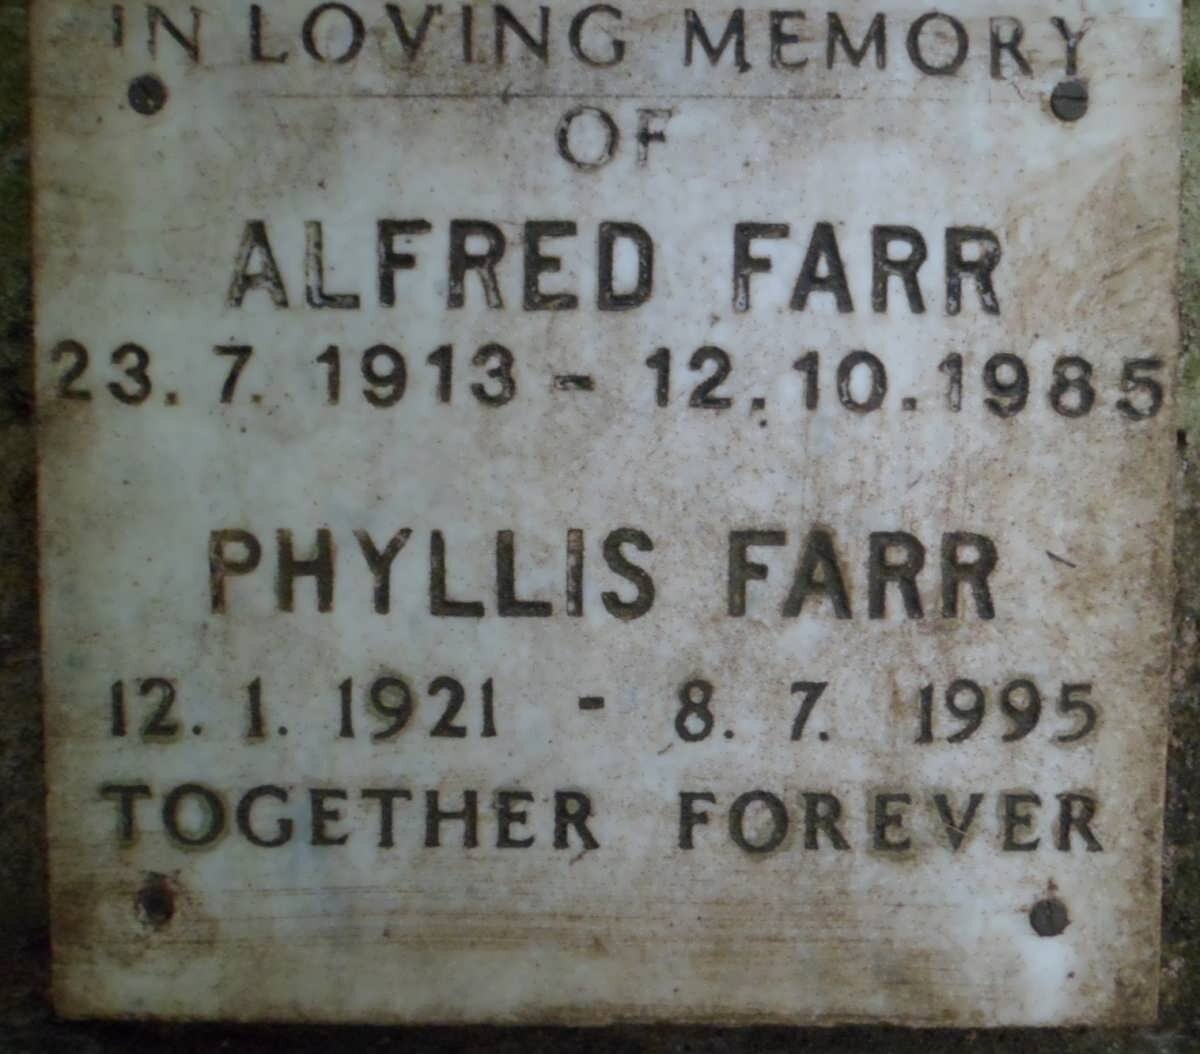 IN LOVING MEMORY
OF
ALFRED FARR
23.7.1913 - 12.10.1985
PHYLLIS FARR
12.1.1921 - 8.7.1995
TOGETHER FOREVER